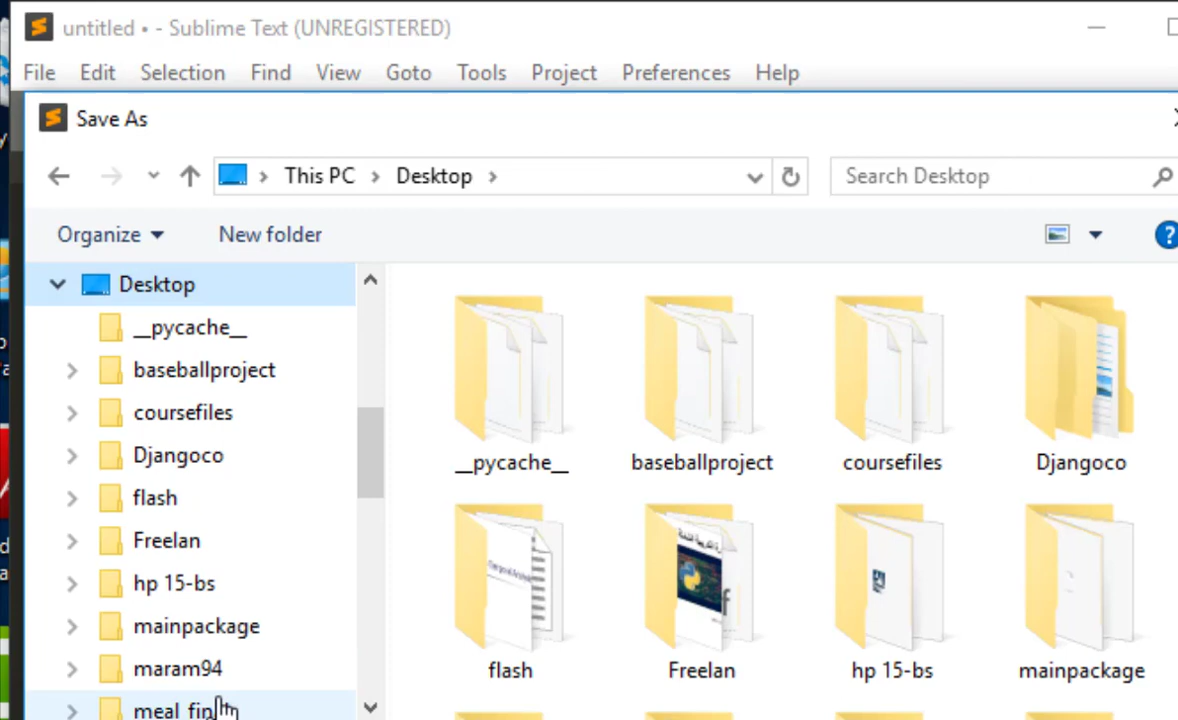 untitled • - Sublime Text (UNREGISTERED)
File Edit Selection Find View Goto Tools Project Preferences Help
Save As
This PC > Desktop >
Search Desktop
Organize New folder
Desktop
__pycache__
baseballproject
coursefiles
Djangoco
flash
Freelan
hp 15-bs
mainpackage
maram94
__pycache__ baseballproject coursefiles Djangoco
flash Freelan hp 15-bs mainpackage